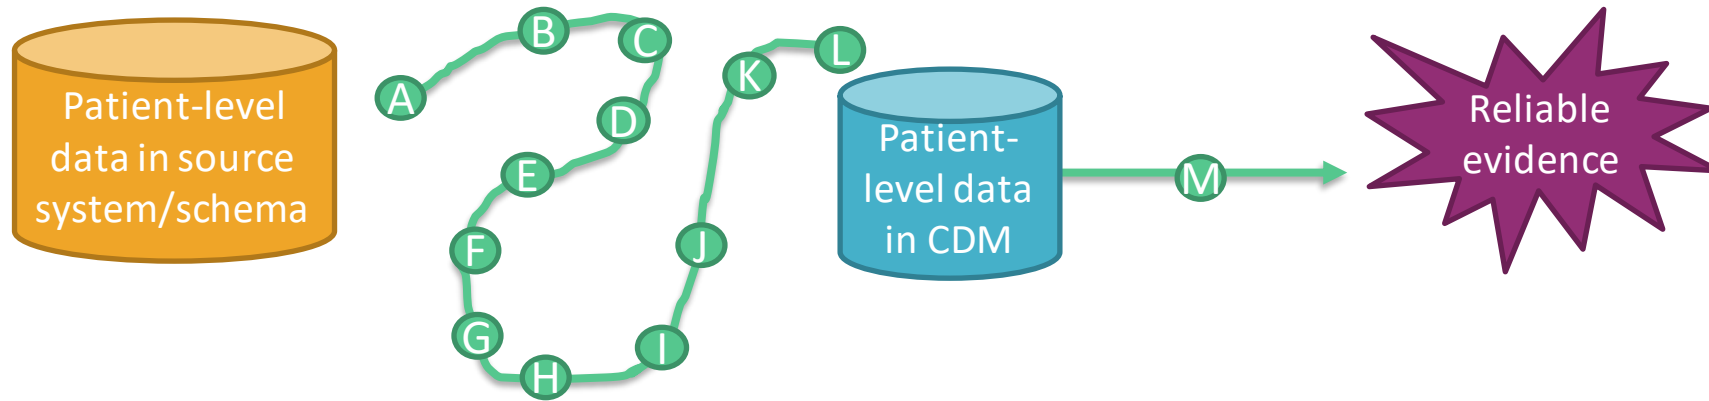 Patient-level
data in source
system/schema
A
B
C
D
E
F
G
H
I
J
K
L
Patient-
level data
in CDM
M
Reliable
evidence